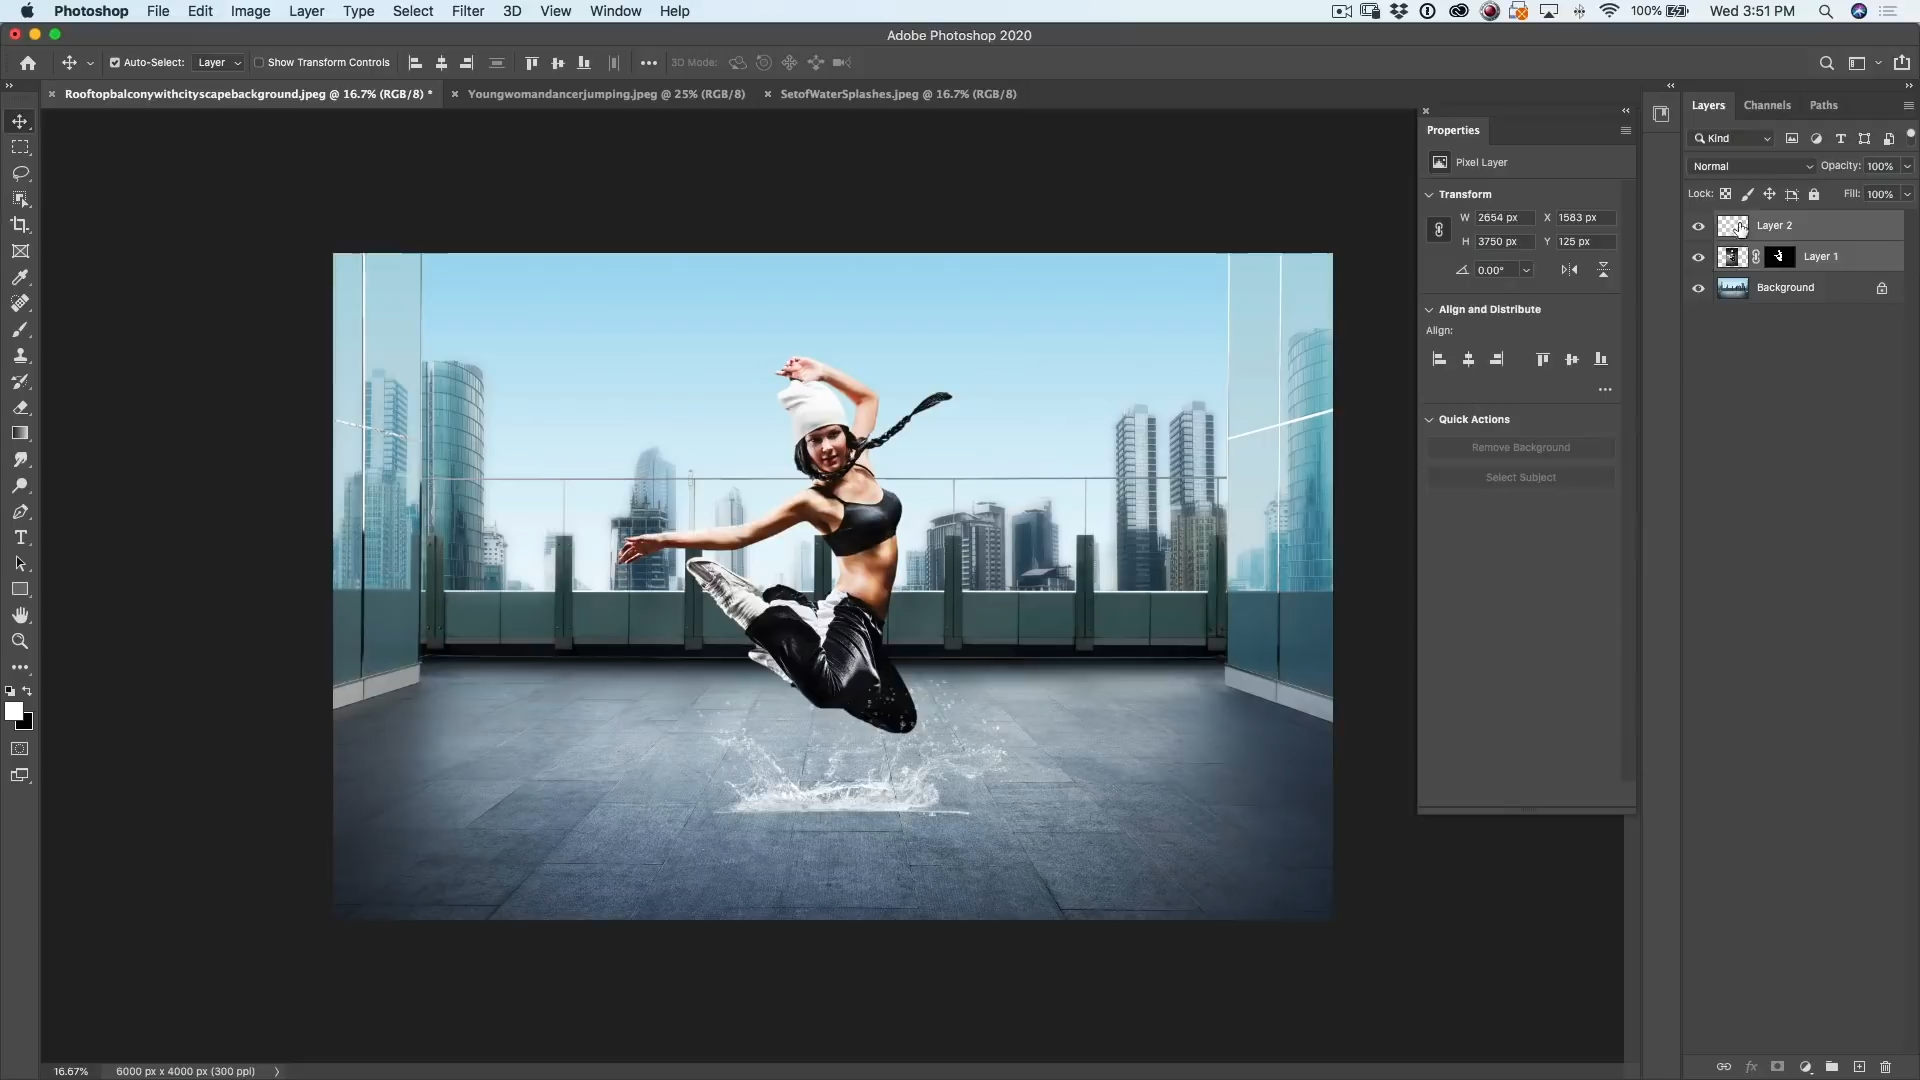 Photoshop File Edit Image Layer Type Select Filter 3D View Window Help 100% Wed 3:51 PM
Adobe Photoshop 2020
Auto-Select: Layer Show Transform Controls 3D Mode:
Rooftopbalconywithcityscapebackground.jpeg @ 16.7% (RGB/8) * Youngwomandancerjumping.jpeg @ 25% (RGB/8) SetofWaterSplashes.jpeg @ 16.7% (RGB/8)
Properties
Pixel Layer
Transform
W 2654 px X 1583 px
H 3750 px Y 125 px
0.00°
Align and Distribute
Align:
Quick Actions
Remove Background
Select Subject
Layers Channels Paths
Kind
Normal Opacity: 100%
Lock: Fill: 100%
Layer 2
Layer 1
Background
16.67% 6000 px x 4000 px (300 ppi)